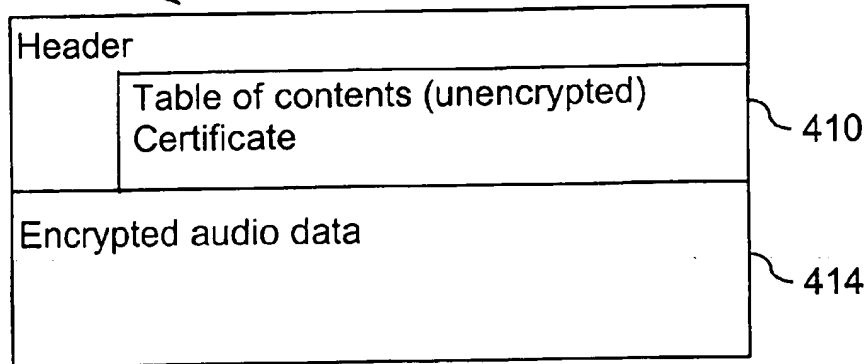 Header
Table of contents (unencrypted)
Certificate
410
Encrypted audio data
414